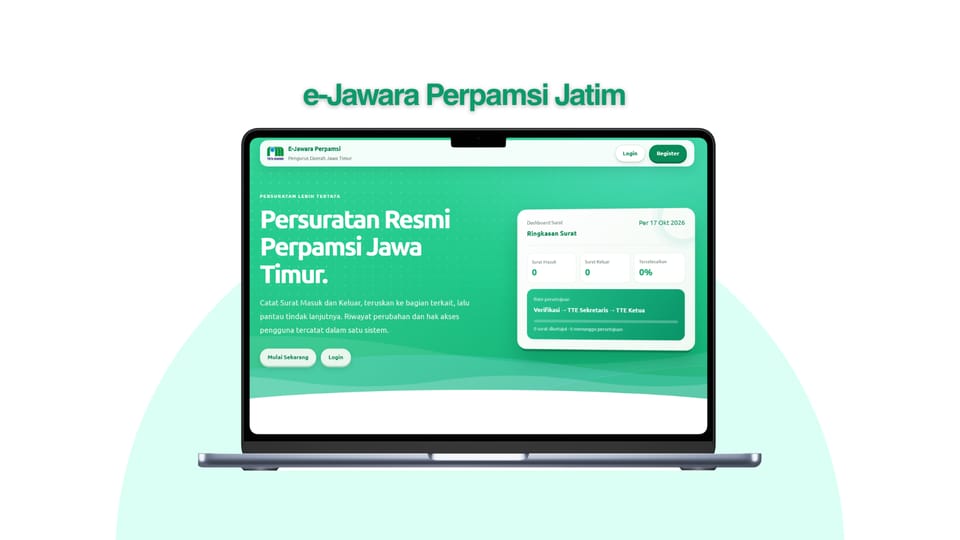 e-Jawara Perpamsi Jatim
E-Jawara Perpamsi
Pengurus Daerah Jawa Timur
Login
Register
PERSURATAN LEBIH TERTATA
Persuratan Resmi
Perpamsi Jawa
Timur.
Catat Surat Masuk dan Keluar, teruskan ke bagian terkait, lalu
pantau tindak lanjutnya. Riwayat perubahan dan hak akses
pengguna tercatat dalam satu sistem.
Mulai Sekarang
Login
Dashboard Surat
Per 17 Okt 2026
Ringkasan Surat
Surat Masuk
0
Surat Keluar
0
Terselesaikan
0%
Verifikasi → TTE Sekretaris → TTE Ketua
0 surat disetujui · 0 menunggu persetujuan